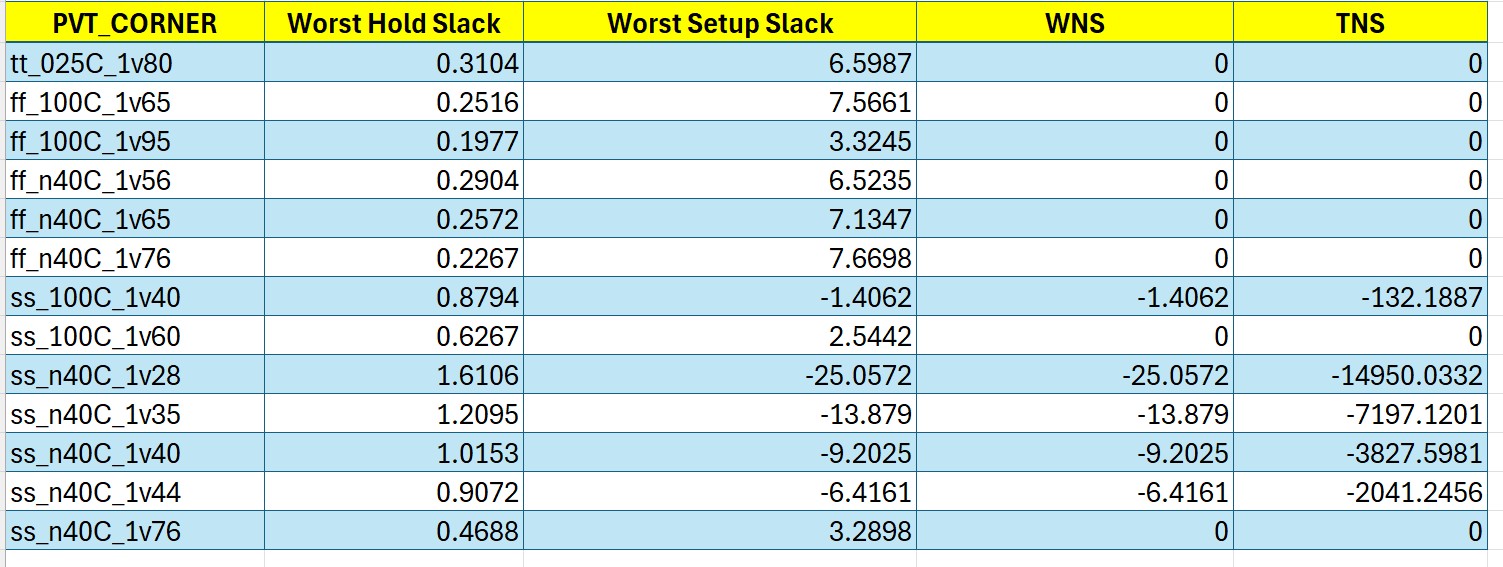 PVT_CORNER Worst Hold Slack Worst Setup Slack WNS TNS
tt_025C_1v80 0.3104 6.5987 0 0
ff_100C_1v65 0.2516 7.5661 0 0
ff_100C_1v95 0.1977 3.3245 0 0
ff_n40C_1v56 0.2904 6.5235 0 0
ff_n40C_1v65 0.2572 7.1347 0 0
ff_n40C_1v76 0.2267 7.6698 0 0
ss_100C_1v40 0.8794 -1.4062 -1.4062 -132.1887
ss_100C_1v60 0.6267 2.5442 0 0
ss_n40C_1v28 1.6106 -25.0572 -25.0572 -14950.0332
ss_n40C_1v35 1.2095 -13.879 -13.879 -7197.1201
ss_n40C_1v40 1.0153 -9.2025 -9.2025 -3827.5981
ss_n40C_1v44 0.9072 -6.4161 -6.4161 -2041.2456
ss_n40C_1v76 0.4688 3.2898 0 0